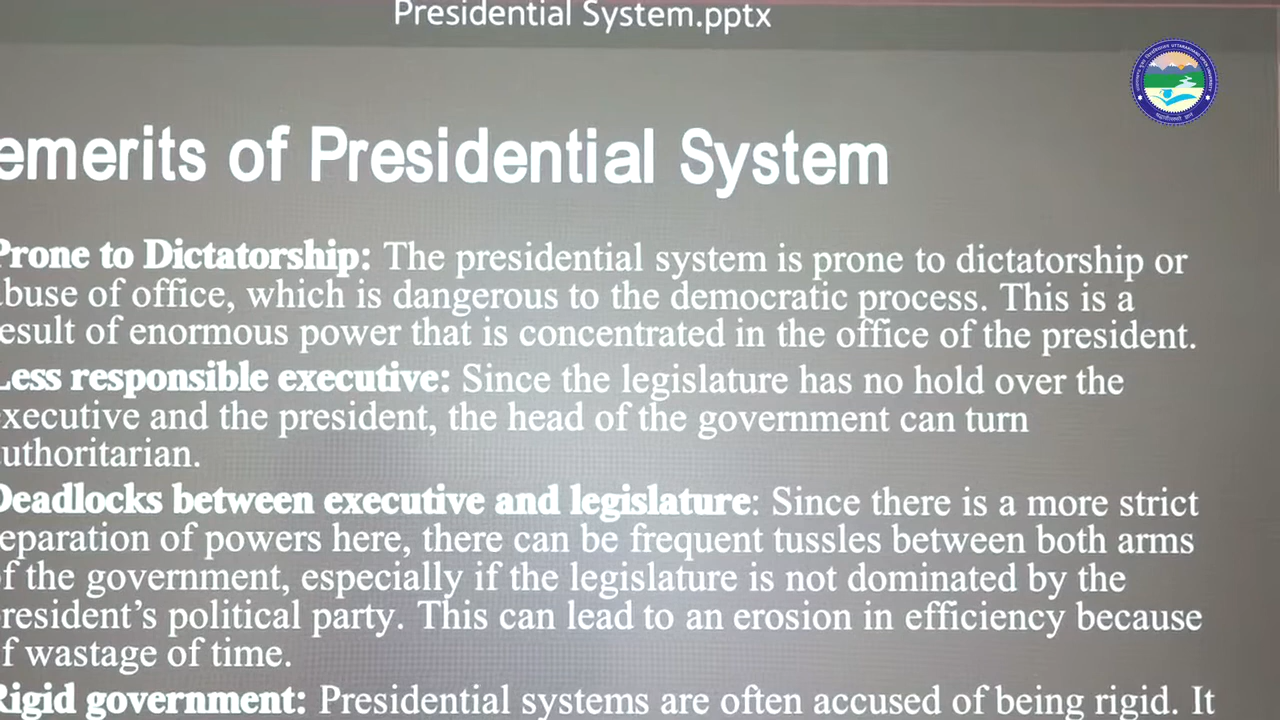 Presidential System.pptx
emerits of Presidential System
Prone to Dictatorship: The presidential system is prone to dictatorship or
buse of office, which is dangerous to the democratic process. This is a
esult of enormous power that is concentrated in the office of the president.
Less responsible executive: Since the legislature has no hold over the
xecutive and the president, the head of the government can turn
uthoritarian.
Deadlocks between executive and legislature: Since there is a more strict
eparation of powers here, there can be frequent tussles between both arms
f the government, especially if the legislature is not dominated by the
resident’s political party. This can lead to an erosion in efficiency because
f wastage of time.
Rigid government: Presidential systems are often accused of being rigid. It